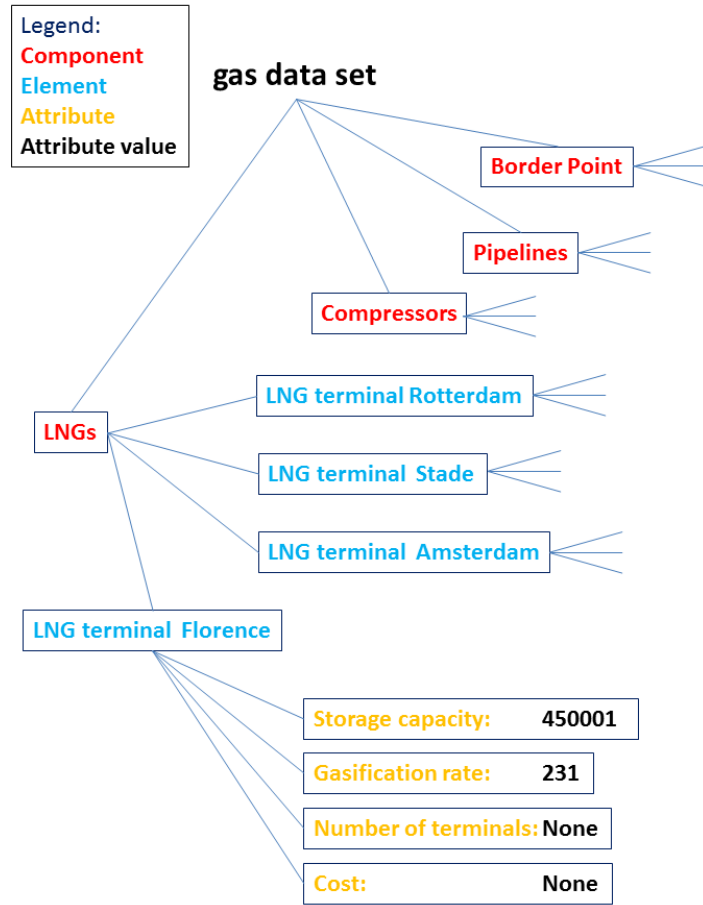 Legend:
Component
Element
Attribute
Attribute value
gas data set
Border Point
Pipelines
Compressors
LNG terminal Rotterdam
LNGs
LNG terminal Stade
LNG terminal Amsterdam
LNG terminal Florence
Storage capacity: 450001
Gasification rate: 231
Number of terminals: None
Cost: None